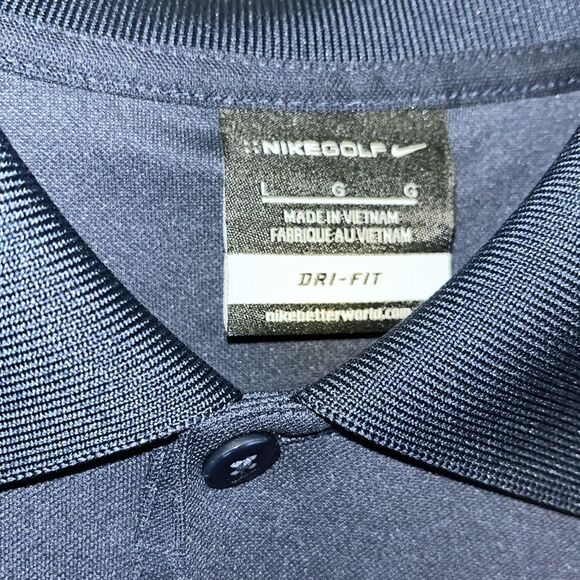 NIKEGOLF
L G G
MADE IN VIETNAM
FABRIQUE AU VIETNAM
DRI-FIT
nikebetterworld.com